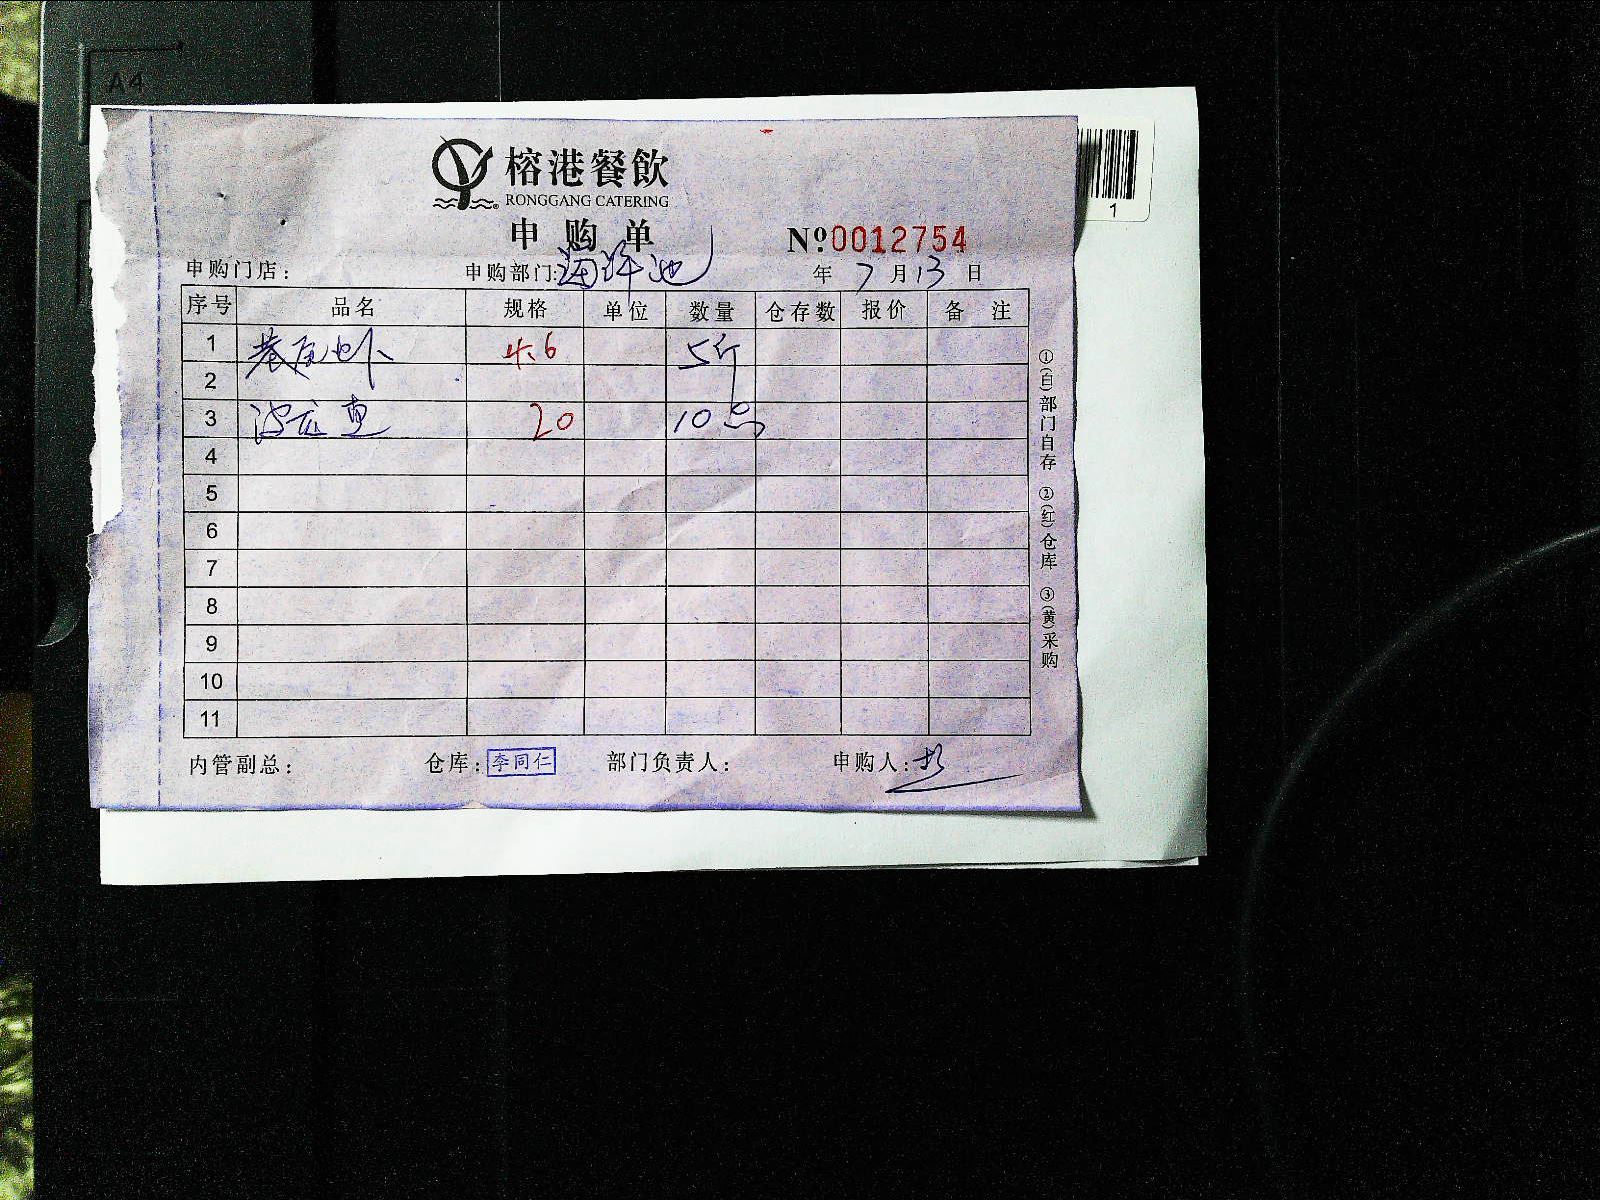 A4
榕港餐飲
RONGGANG CATERING
1
申购单
Nº0012754
申购门店： 申购部门:海鲜池 年 7 月 13 日
序号 品名 规格 单位 数量 仓存数 报价 备 注
1 虾 4.6 5斤
2
3 波龙 20 10
4
5
6
7
8
9
10
11
①(白)部门自存 ②(红)仓库 ③(黄)采购
内管副总： 仓库：李同仁 部门负责人： 申购人：